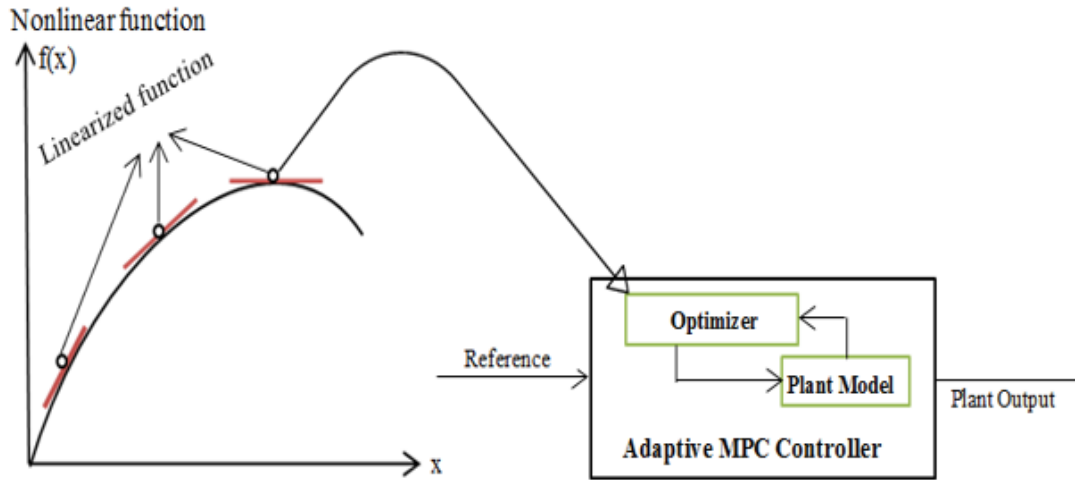 Nonlinear function
f(x)
Linearized function
x
Reference
Optimizer
Plant Model
Adaptive MPC Controller
Plant Output